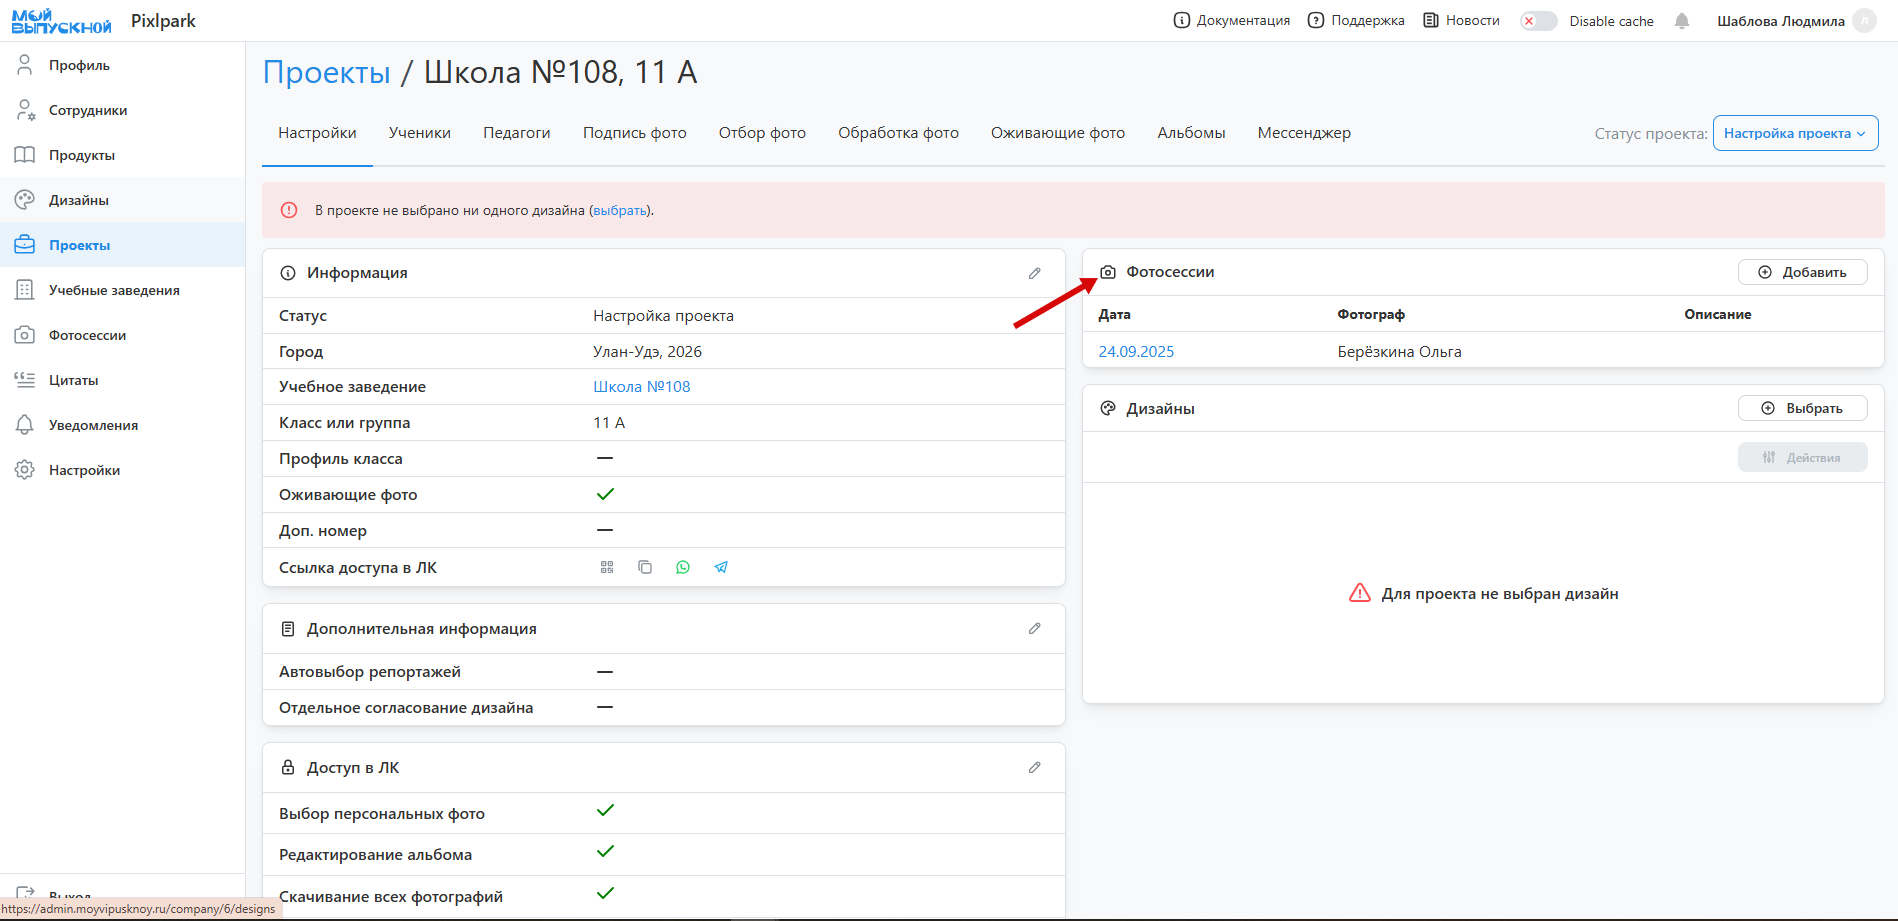 МОЙ ВЫПУСКНОЙ
Pixlpark
Документация
Поддержка
Новости
Disable cache
Шаблова Людмила
Л
Профиль
Сотрудники
Продукты
Дизайны
Проекты
Учебные заведения
Фотосессии
Цитаты
Уведомления
Настройки
Выход
https://admin.moyvipusknoy.ru/company/6/designs
Проекты / Школа №108, 11 А
Настройки Ученики Педагоги Подпись фото Отбор фото Обработка фото Оживающие фото Альбомы Мессенджер
Статус проекта: Настройка проекта
В проекте не выбрано ни одного дизайна (выбрать).
Информация
Статус Настройка проекта
Город Улан-Удэ, 2026
Учебное заведение Школа №108
Класс или группа 11 А
Профиль класса —
Оживающие фото
Доп. номер —
Ссылка доступа в ЛК
Дополнительная информация
Автовыбор репортажей —
Отдельное согласование дизайна —
Доступ в ЛК
Выбор персональных фото
Редактирование альбома
Скачивание всех фотографий
Фотосессии
Добавить
Дата Фотограф Описание
24.09.2025 Берёзкина Ольга
Дизайны
Выбрать
Действия
Для проекта не выбран дизайн